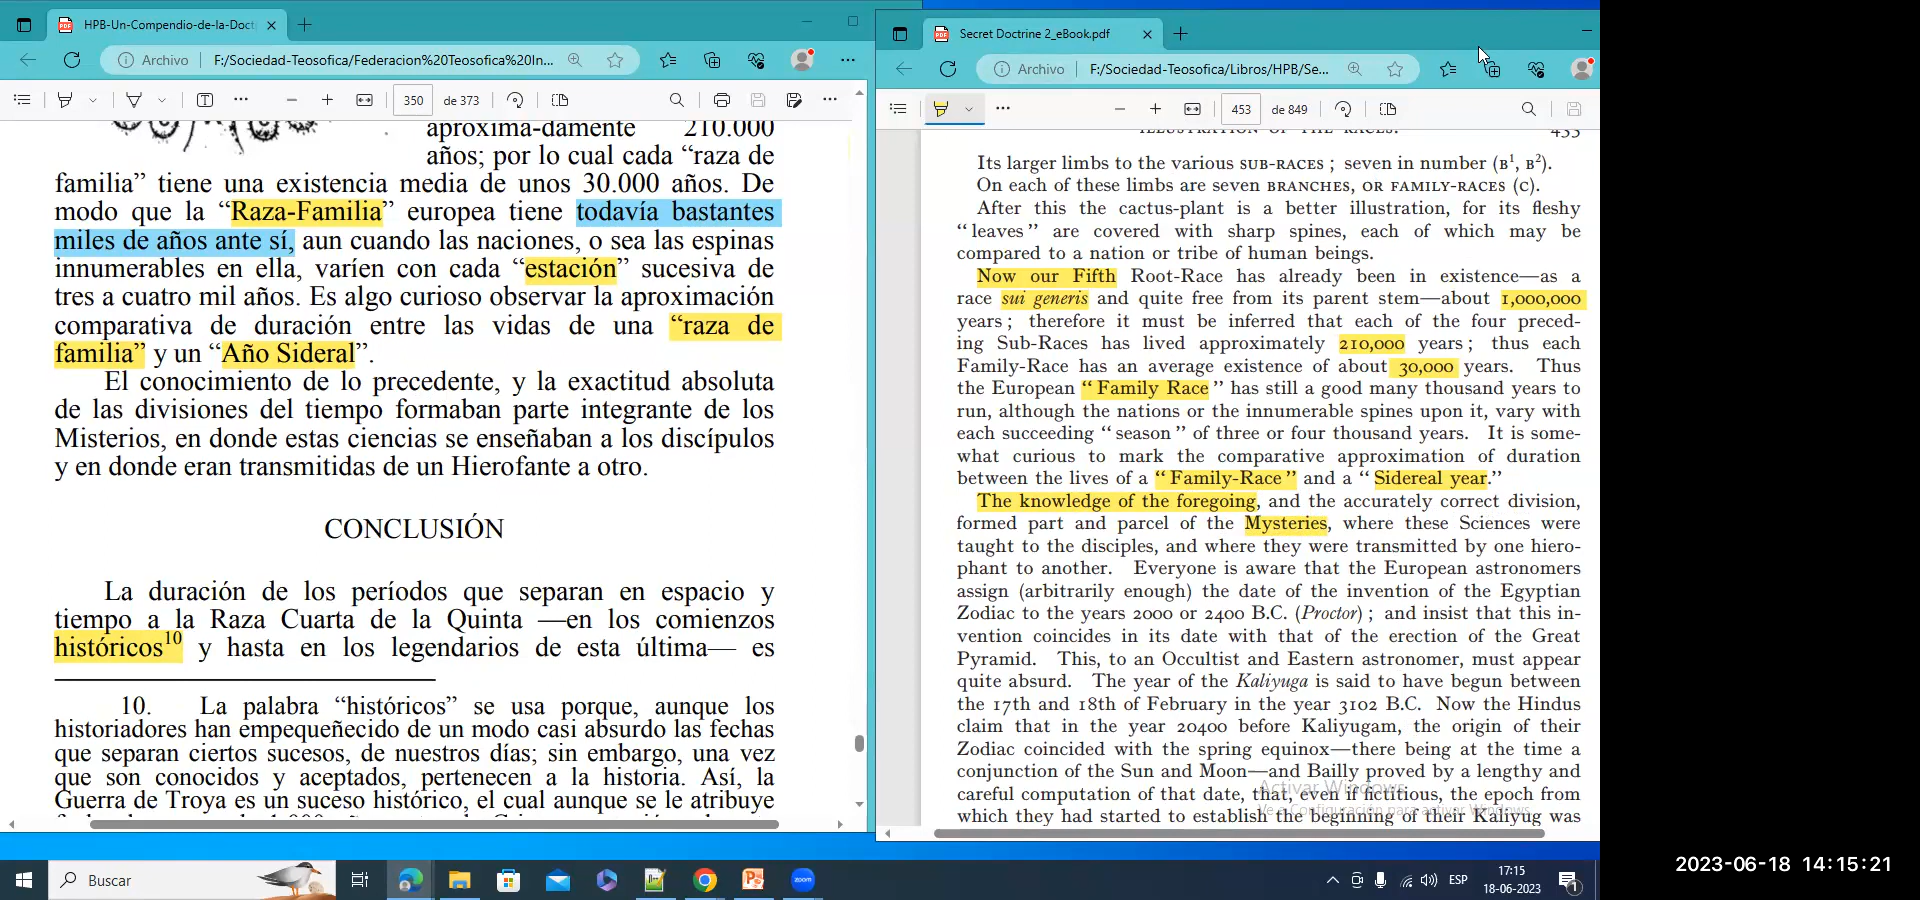 HPB-Un-Compendio-de-la-Doct
Archivo
F:/Sociedad-Teosofica/Federacion%20Teosofica%20In...
350
de 373
aproxima-damente 210.000
años; por lo cual cada “raza de
familia” tiene una existencia media de unos 30.000 años. De
modo que la “Raza-Familia” europea tiene todavía bastantes
miles de años ante sí, aun cuando las naciones, o sea las espinas
innumerables en ella, varíen con cada “estación” sucesiva de
tres a cuatro mil años. Es algo curioso observar la aproximación
comparativa de duración entre las vidas de una “raza de
familia” y un “Año Sideral”.
El conocimiento de lo precedente, y la exactitud absoluta
de las divisiones del tiempo formaban parte integrante de los
Misterios, en donde estas ciencias se enseñaban a los discípulos
y en donde eran transmitidas de un Hierofante a otro.
CONCLUSIÓN
La duración de los períodos que separan en espacio y
tiempo a la Raza Cuarta de la Quinta —en los comienzos
históricos10 y hasta en los legendarios de esta última— es
10. La palabra “históricos” se usa porque, aunque los
historiadores han empequeñecido de un modo casi absurdo las fechas
que separan ciertos sucesos, de nuestros días; sin embargo, una vez
que son conocidos y aceptados, pertenecen a la historia. Así, la
Guerra de Troya es un suceso histórico, el cual aunque se le atribuye
Secret Doctrine 2_eBook.pdf
Archivo
F:/Sociedad-Teosofica/Libros/HPB/Se...
453
de 849
ILLUSTRATION OF THE RACES. 453
Its larger limbs to the various SUB-RACES ; seven in number (B1, B2).
On each of these limbs are seven BRANCHES, OR FAMILY-RACES (C).
After this the cactus-plant is a better illustration, for its fleshy
“leaves” are covered with sharp spines, each of which may be
compared to a nation or tribe of human beings.
Now our Fifth Root-Race has already been in existence—as a
race sui generis and quite free from its parent stem—about 1,000,000
years ; therefore it must be inferred that each of the four preced-
ing Sub-Races has lived approximately 210,000 years ; thus each
Family-Race has an average existence of about 30,000 years. Thus
the European “Family Race” has still a good many thousand years to
run, although the nations or the innumerable spines upon it, vary with
each succeeding “season” of three or four thousand years. It is some-
what curious to mark the comparative approximation of duration
between the lives of a “Family-Race” and a “Sidereal year.”
The knowledge of the foregoing, and the accurately correct division,
formed part and parcel of the Mysteries, where these Sciences were
taught to the disciples, and where they were transmitted by one hiero-
phant to another. Everyone is aware that the European astronomers
assign (arbitrarily enough) the date of the invention of the Egyptian
Zodiac to the years 2000 or 2400 B.C. (Proctor) ; and insist that this in-
vention coincides in its date with that of the erection of the Great
Pyramid. This, to an Occultist and Eastern astronomer, must appear
quite absurd. The year of the Kaliyuga is said to have begun between
the 17th and 18th of February in the year 3102 B.C. Now the Hindus
claim that in the year 20400 before Kaliyugam, the origin of their
Zodiac coincided with the spring equinox—there being at the time a
conjunction of the Sun and Moon—and Bailly proved by a lengthy and
careful computation of that date, that, even if fictitious, the epoch from
which they had started to establish the beginning of their Kaliyug was
Activar Windows
Ve a Configuración para activar Windows.
Buscar
zoom
ESP
17:15
18-06-2023
1
2023-06-18 14:15:21